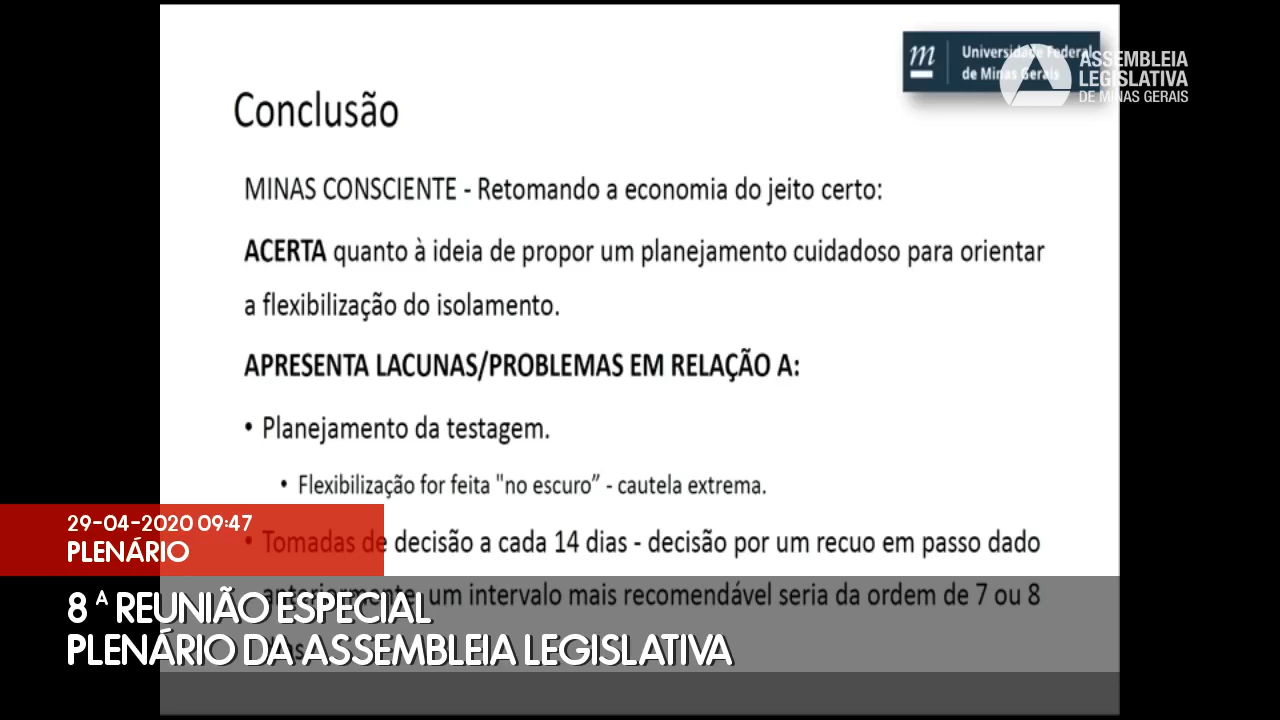 Universidade Federal
de Minas Gerais
ASSEMBLEIA
LEGISLATIVA
DE MINAS GERAIS
Conclusão
MINAS CONSCIENTE - Retomando a economia do jeito certo:
ACERTA quanto à ideia de propor um planejamento cuidadoso para orientar
a flexibilização do isolamento.
APRESENTA LACUNAS/PROBLEMAS EM RELAÇÃO A:
• Planejamento da testagem.
• Flexibilização for feita "no escuro” - cautela extrema.
• Tomadas de decisão a cada 14 dias - decisão por um recuo em passo dado
anteriormente, um intervalo mais recomendável seria da ordem de 7 ou 8
29-04-2020 09:47
PLENÁRIO
8ª REUNIÃO ESPECIAL
PLENÁRIO DA ASSEMBLEIA LEGISLATIVA